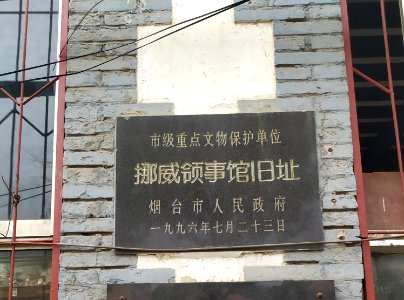 市级重点文物保护单位
挪威领事馆旧址
烟台市人民政府
一九九六年七月二十三日